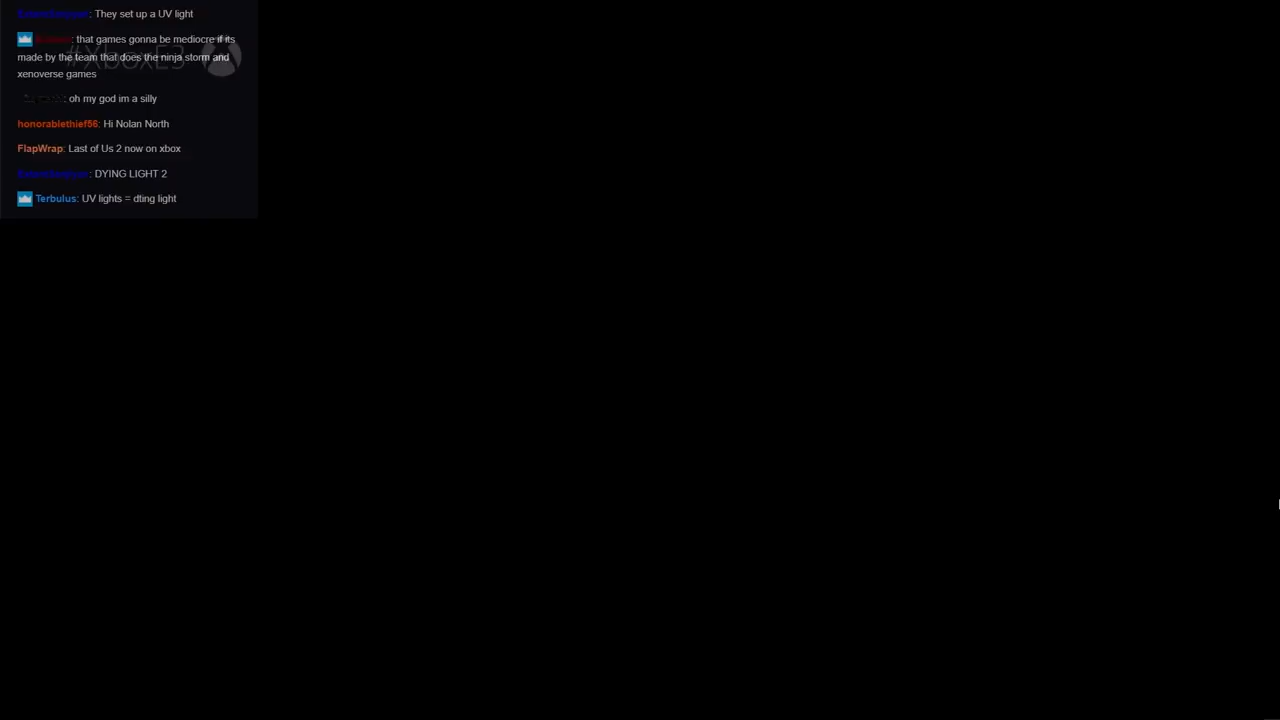 : They set up a UV light
: that games gonna be mediocre if its
made by the team that does the ninja storm and
xenoverse games
#XboxE3
: oh my god im a silly
honorablethief56: Hi Nolan North
FlapWrap: Last of Us 2 now on xbox
: DYING LIGHT 2
Terbulus: UV lights = dting light